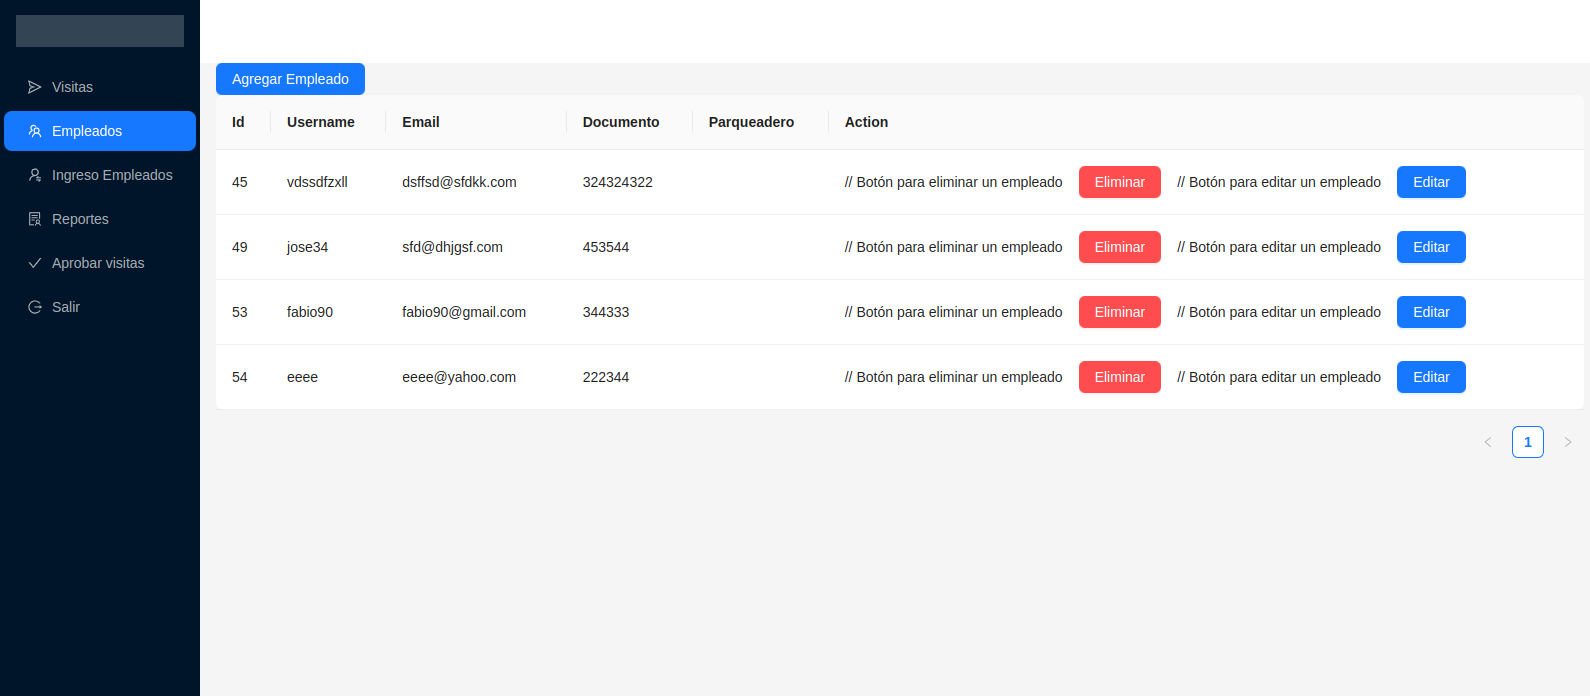 Visitas
Empleados
Ingreso Empleados
Reportes
Aprobar visitas
Salir
Agregar Empleado
Id Username Email Documento Parqueadero Action
45 vdssdfzxll dsffsd@sfdkk.com 324324322 // Botón para eliminar un empleado Eliminar // Botón para editar un empleado Editar
49 jose34 sfd@dhjgsf.com 453544 // Botón para eliminar un empleado Eliminar // Botón para editar un empleado Editar
53 fabio90 fabio90@gmail.com 344333 // Botón para eliminar un empleado Eliminar // Botón para editar un empleado Editar
54 eeee eeee@yahoo.com 222344 // Botón para eliminar un empleado Eliminar // Botón para editar un empleado Editar
1